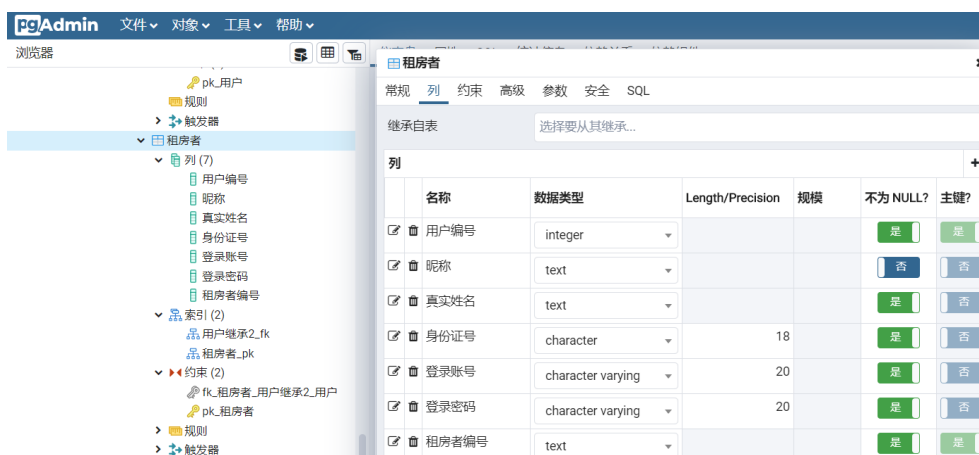 pgAdmin 文件 对象 工具 帮助
浏览器
pk_用户
规则
触发器
租房者
列 (7)
用户编号
昵称
真实姓名
身份证号
登录账号
登录密码
租房者编号
索引 (2)
用户继承2_fk
租房者_pk
约束 (2)
fk_租房者_用户继承2_用户
pk_租房者
规则
触发器
租房者
常规 列 约束 高级 参数 安全 SQL
继承自表 选择要从其继承...
列
名称 数据类型 Length/Precision 规模 不为 NULL? 主键?
用户编号 integer 是 是
昵称 text 否 否
真实姓名 text 是 否
身份证号 character 18 是 否
登录账号 character varying 20 是 否
登录密码 character varying 20 是 否
租房者编号 text 是 是